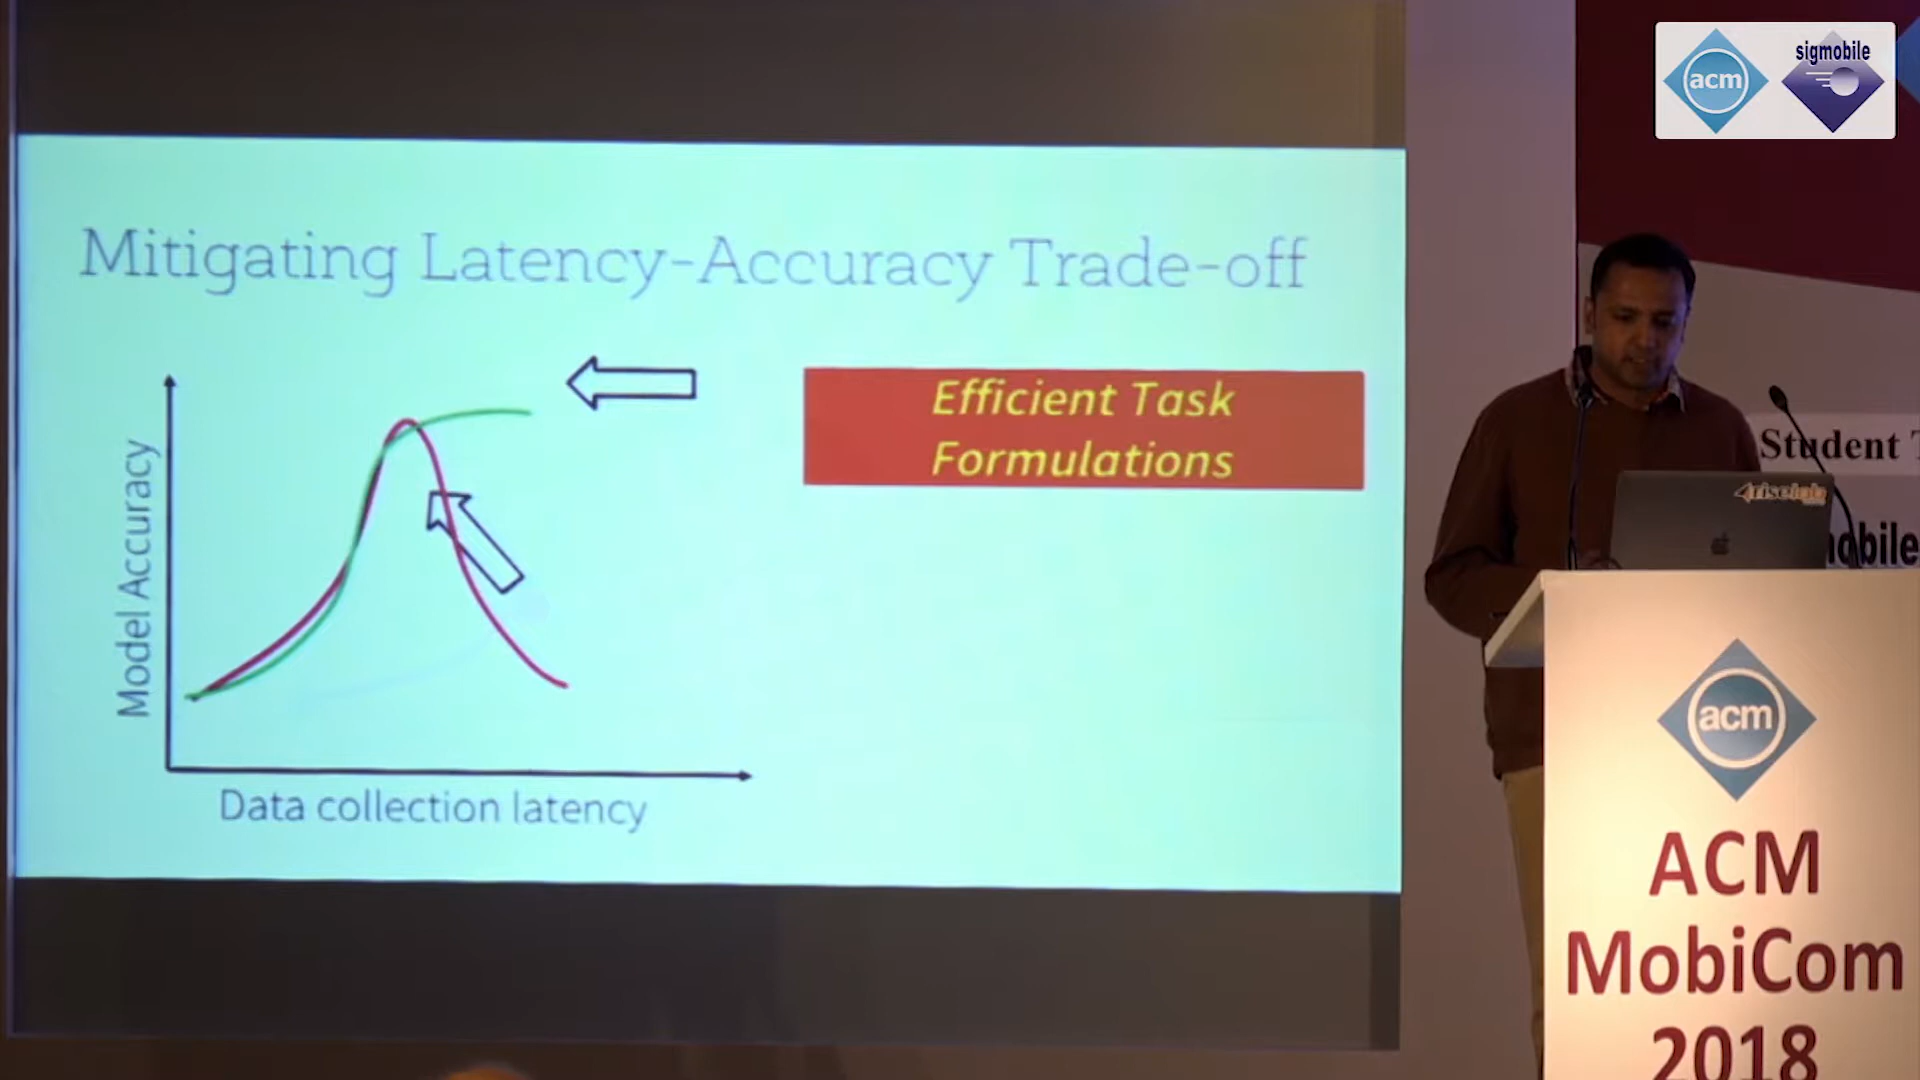 acm
sigmobile
Mitigating Latency-Accuracy Trade-off
Efficient Task
Formulations
Model Accuracy
Data collection latency
Student
riselab
obile
acm
ACM
MobiCom
2018